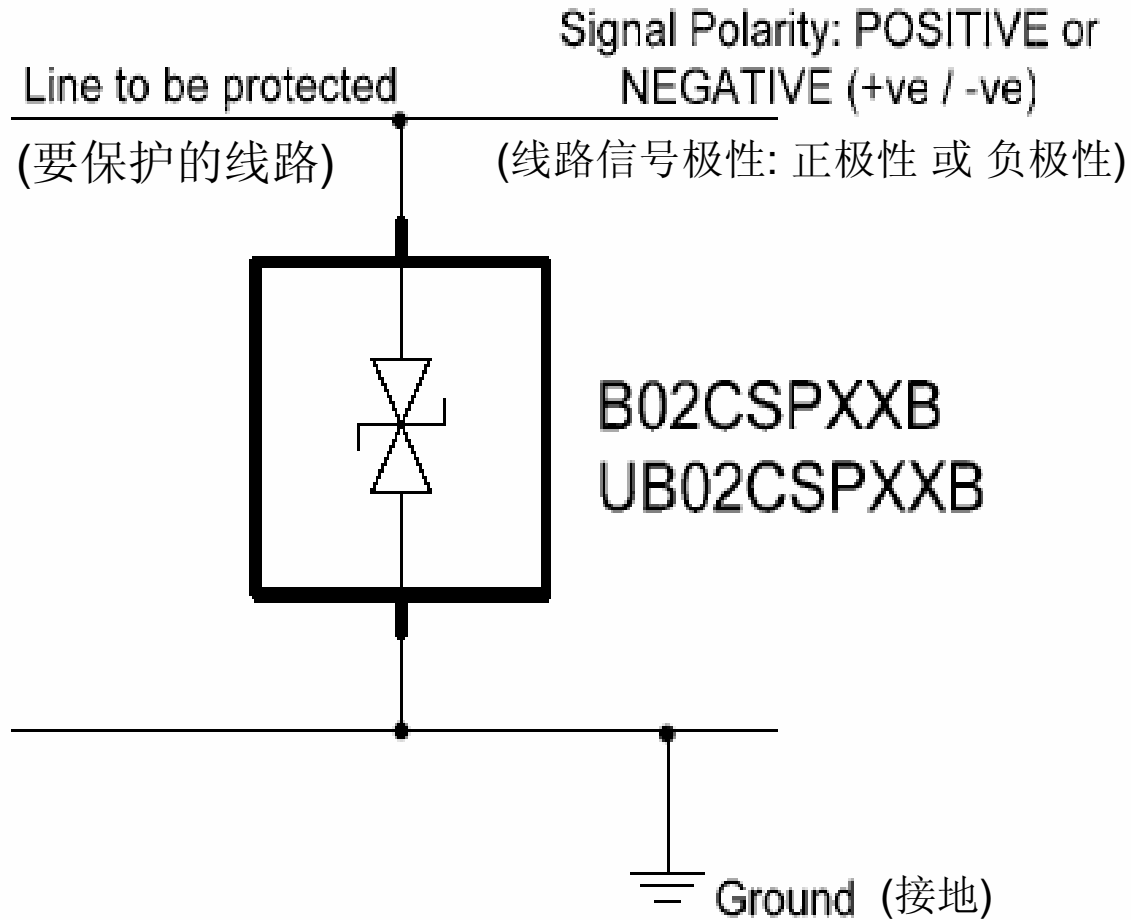 Signal Polarity: POSITIVE or
NEGATIVE (+ve / -ve)
Line to be protected
(要保护的线路)
(线路信号极性: 正极性 或 负极性)
B02CSPXXB
UB02CSPXXB
Ground (接地)